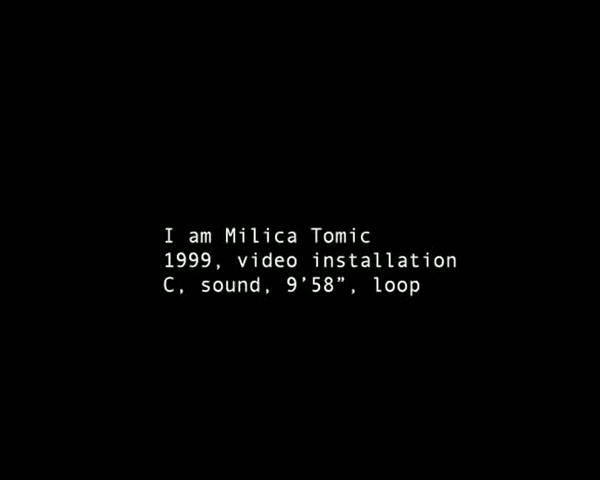 I am Milica Tomic
1999, video installation
C, sound, 9’58”, loop